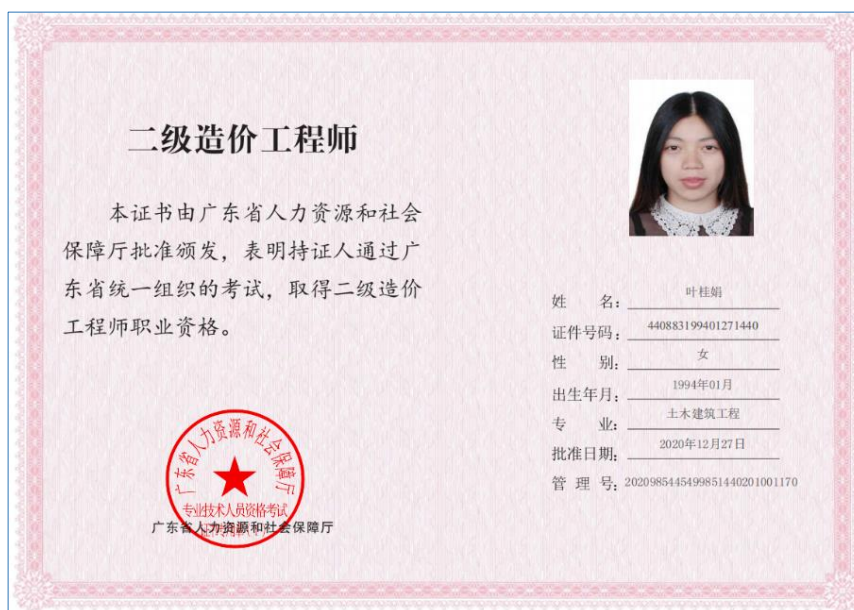 二级造价工程师
本证书由广东省人力资源和社会
保障厅批准颁发，表明持证人通过广
东省统一组织的考试，取得二级造价
工程师职业资格。
广东省人力资源和社会保障厅
专业技术人员资格考试
广东省人力资源和社会保障厅
姓 名：叶桂娟
证件号码：440883199401271440
性 别：女
出生年月：1994年01月
专 业：土木建筑工程
批准日期：2020年12月27日
管 理 号：20209854454998514402010001170